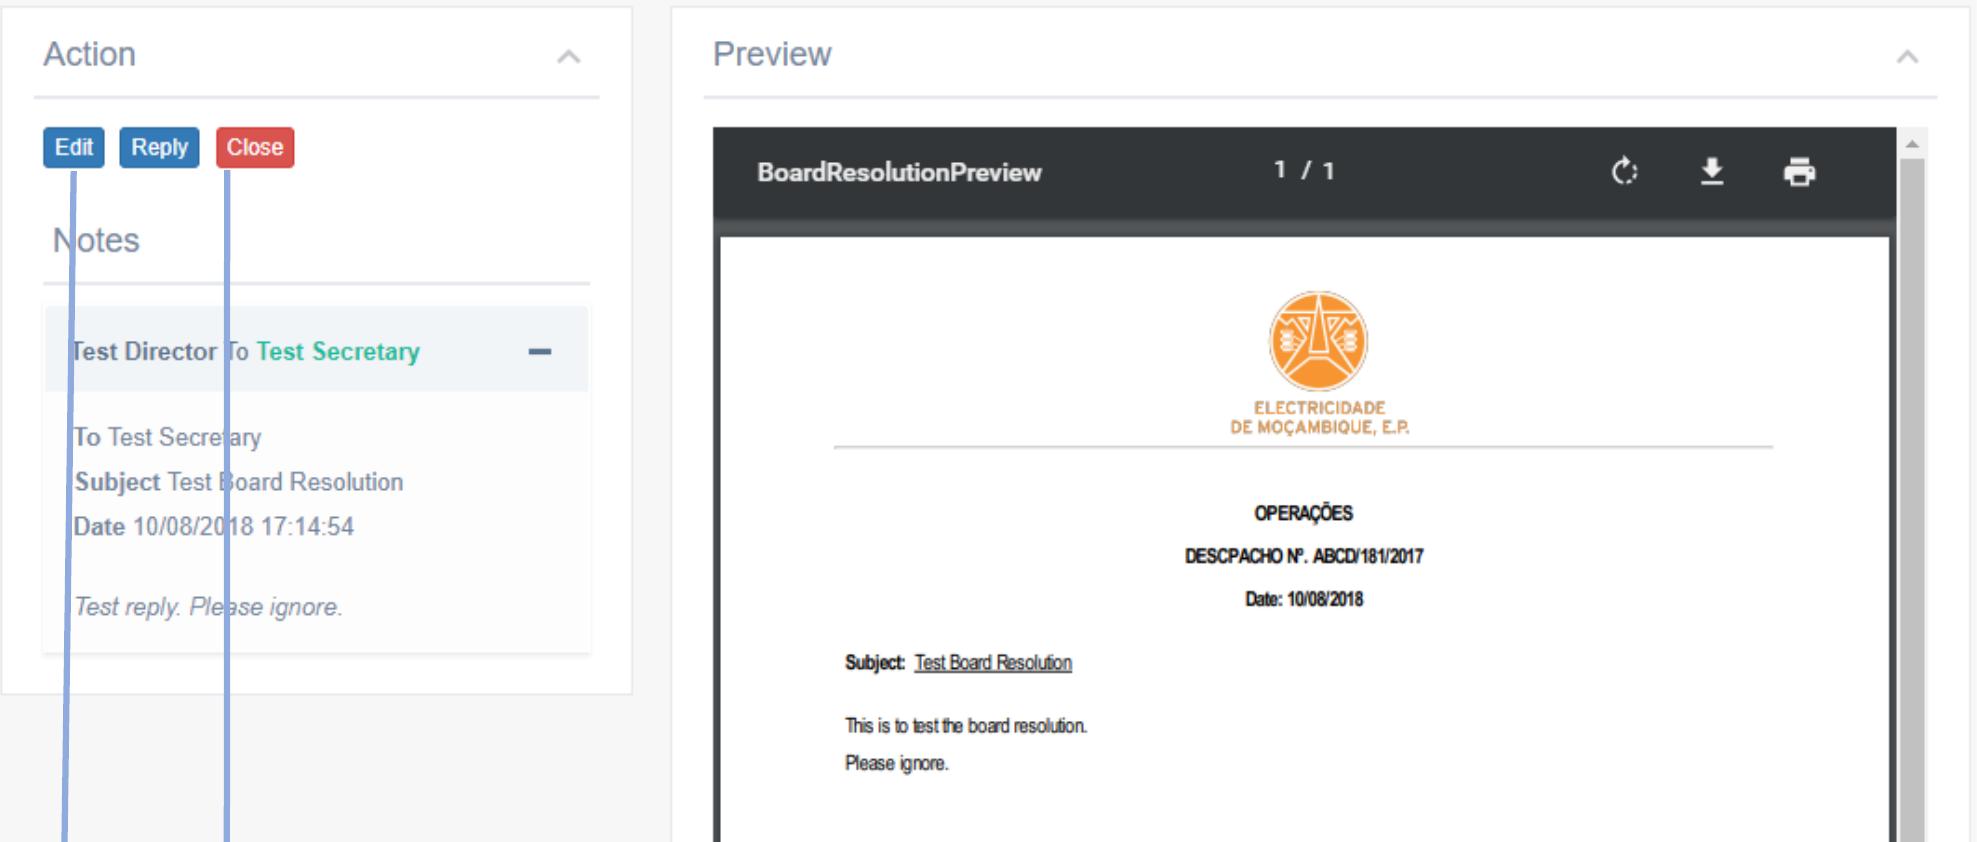 Action
Edit Reply Close
Notes
Test Director To Test Secretary
To Test Secretary
Subject Test Board Resolution
Date 10/08/2018 17:14:54
Test reply. Please ignore.
Preview
BoardResolutionPreview 1 / 1
ELECTRICIDADE
DE MOÇAMBIQUE, E.P.
OPERAÇÕES
DESCPACHO Nº. ABCD/181/2017
Date: 10/08/2018
Subject: Test Board Resolution
This is to test the board resolution.
Please ignore.